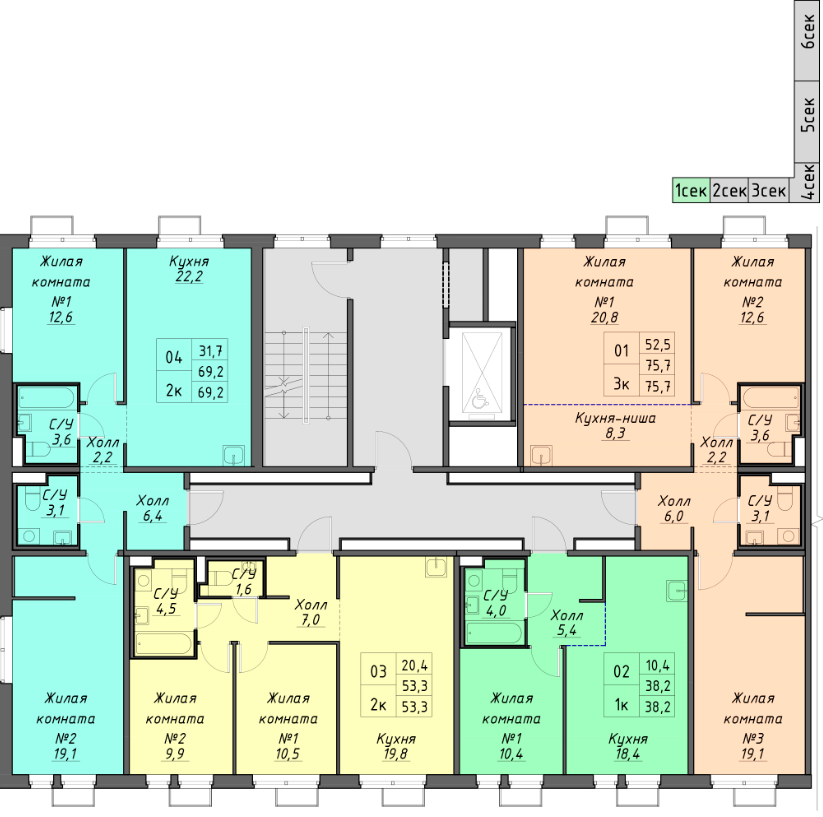 6сек
5сек
4сек
1сек
2сек
3сек
Жилая
комната
№1
12,6
Кухня
22,2
04
2к
31,7
69,2
69,2
С/У
3,6
Холл
2,2
С/У
3,1
Холл
6,4
Жилая
комната
№2
19,1
Жилая
комната
№1
20,8
01
3к
52,5
75,7
75,7
Кухня-ниша
8,3
Жилая
комната
№2
12,6
С/У
3,6
Холл
2,2
С/У
3,1
Холл
6,0
Жилая
комната
№3
19,1
С/У
4,5
С/У
1,6
Холл
7,0
03
2к
20,4
53,3
53,3
Жилая
комната
№2
9,9
Жилая
комната
№1
10,5
Кухня
19,8
С/У
4,0
Холл
5,4
02
1к
10,4
38,2
38,2
Жилая
комната
№1
10,4
Кухня
18,4